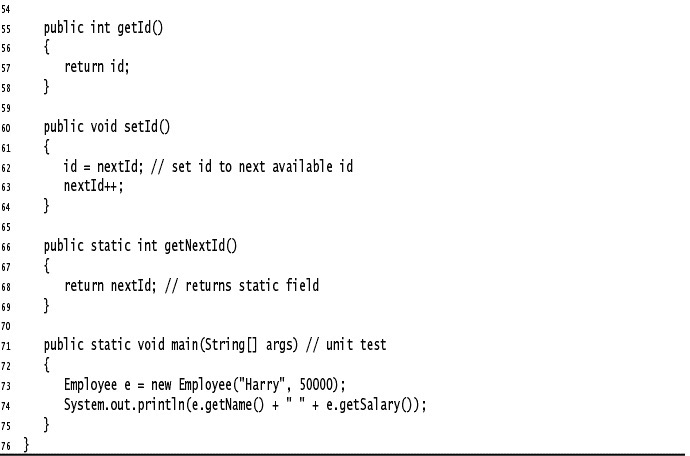 54
55 public int getId()
56 {
57 return id;
58 }
59
60 public void setId()
61 {
62 id = nextId; // set id to next available id
63 nextId++;
64 }
65
66 public static int getNextId()
67 {
68 return nextId; // returns static field
69 }
70
71 public static void main(String[] args) // unit test
72 {
73 Employee e = new Employee("Harry", 50000);
74 System.out.println(e.getName() + " " + e.getSalary());
75 }
76 }